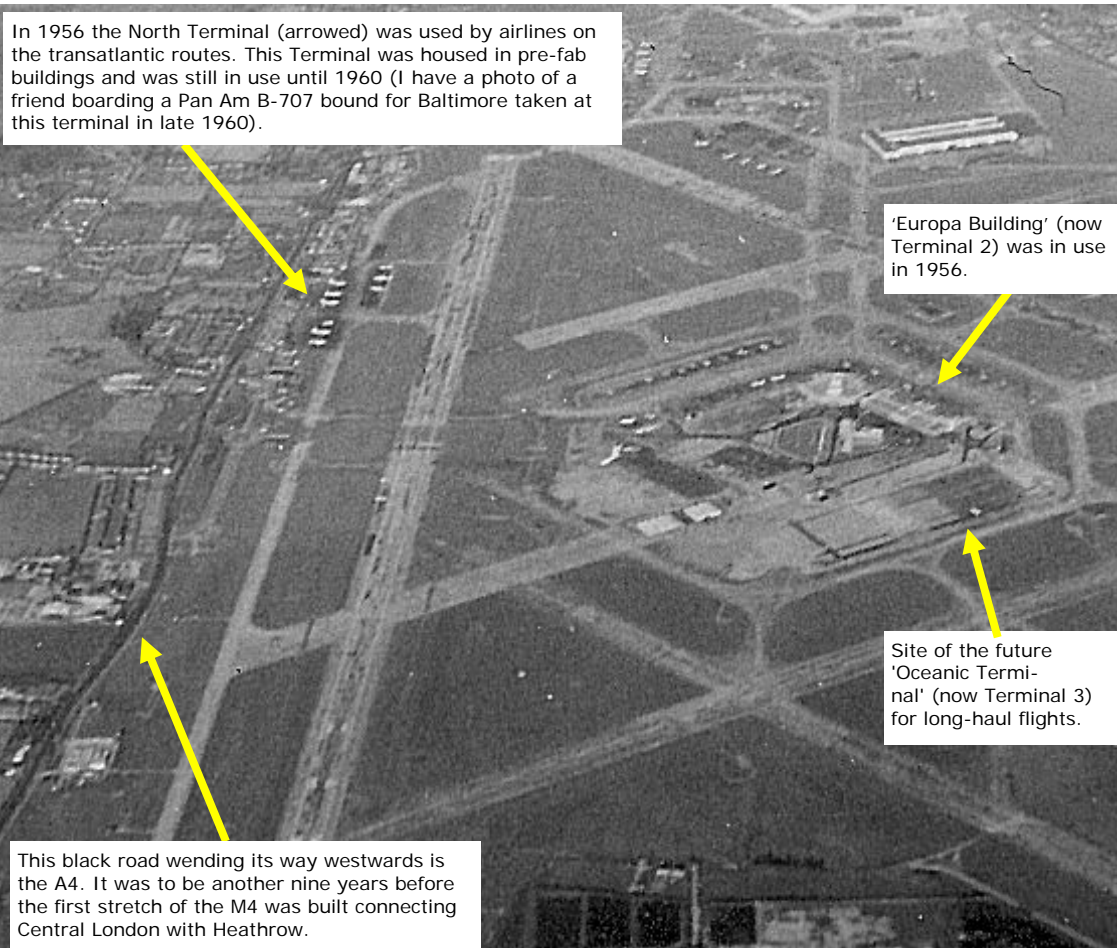 In 1956 the North Terminal (arrowed) was used by airlines on
the transatlantic routes. This Terminal was housed in pre-fab
buildings and was still in use until 1960 (I have a photo of a
friend boarding a Pan Am B-707 bound for Baltimore taken at
this terminal in late 1960).
‘Europa Building’ (now
Terminal 2) was in use
in 1956.
Site of the future
'Oceanic Termi-
nal' (now Terminal 3)
for long-haul flights.
This black road wending its way westwards is
the A4. It was to be another nine years before
the first stretch of the M4 was built connecting
Central London with Heathrow.